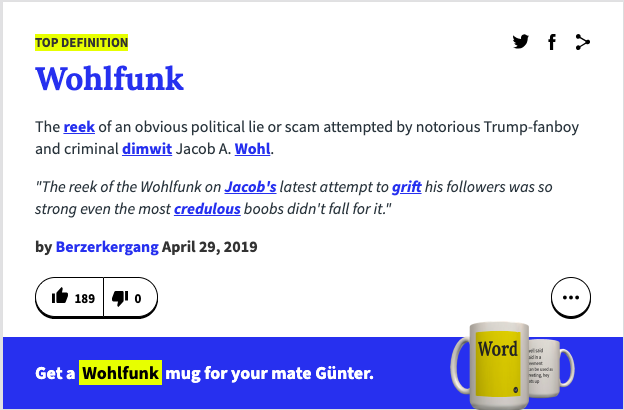 TOP DEFINITION
Wohlfunk
The reek of an obvious political lie or scam attempted by notorious Trump-fanboy
and criminal dimwit Jacob A. Wohl.
"The reek of the Wohlfunk on Jacob's latest attempt to grift his followers was so
strong even the most credulous boobs didn't fall for it."
by Berzerkergang April 29, 2019
189 0
Get a Wohlfunk mug for your mate Günter.
Word